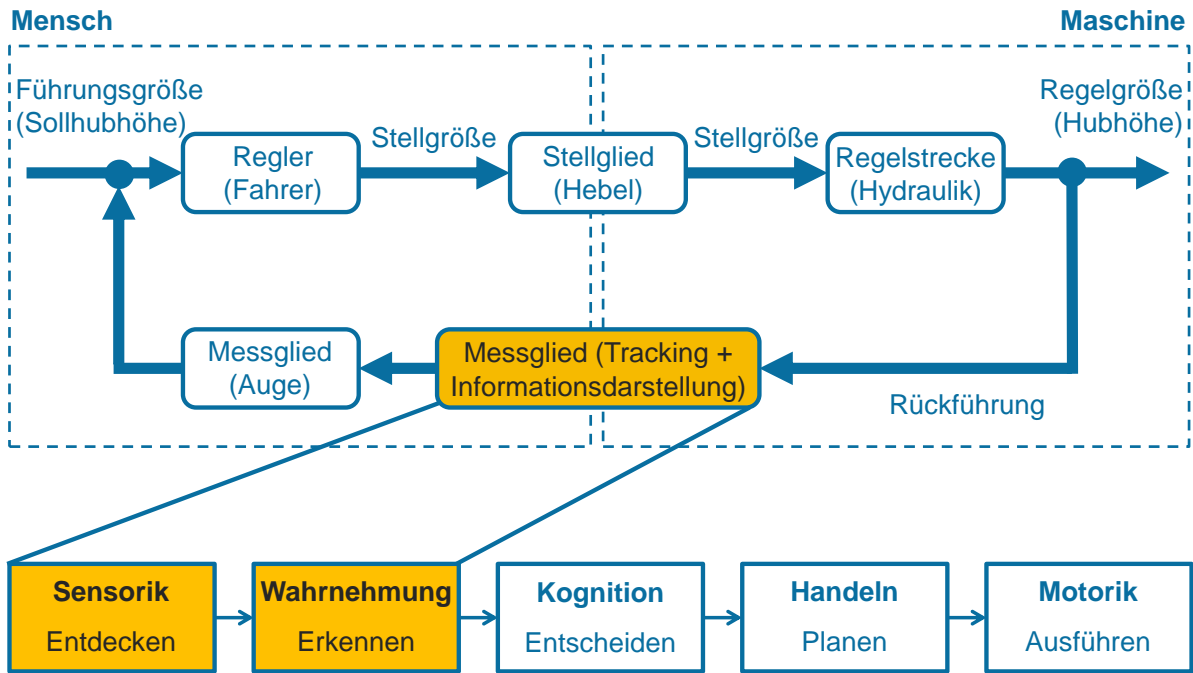 Mensch
Maschine
Führungsgröße
(Sollhubhöhe)
Regler
(Fahrer)
Stellgröße
Stellglied
(Hebel)
Stellgröße
Regelstrecke
(Hydraulik)
Regelgröße
(Hubhöhe)
Messglied
(Auge)
Messglied (Tracking +
Informationsdarstellung)
Rückführung
Sensorik
Entdecken
Wahrnehmung
Erkennen
Kognition
Entscheiden
Handeln
Planen
Motorik
Ausführen